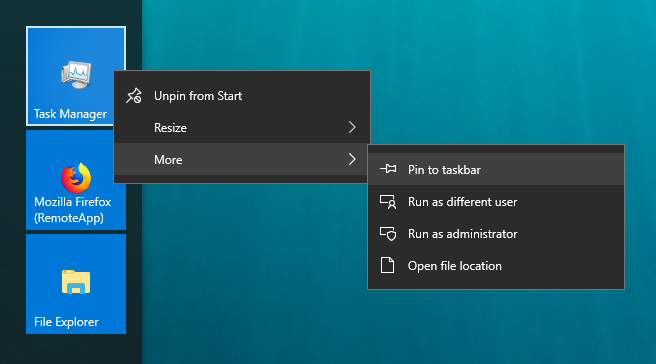 Task Manager
Unpin from Start
Resize
More
Pin to taskbar
Run as different user
Run as administrator
Open file location
Mozilla Firefox
(RemoteApp)
File Explorer